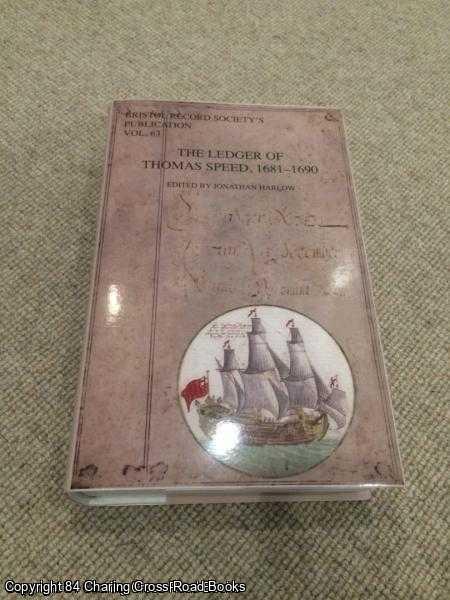 BRISTOL RECORD SOCIETY'S
PUBLICATION
VOL. 63
THE LEDGER OF
THOMAS SPEED, 1681–1690
EDITED BY JONATHAN HARLOW
Copyright 84 Charing Cross Road Books